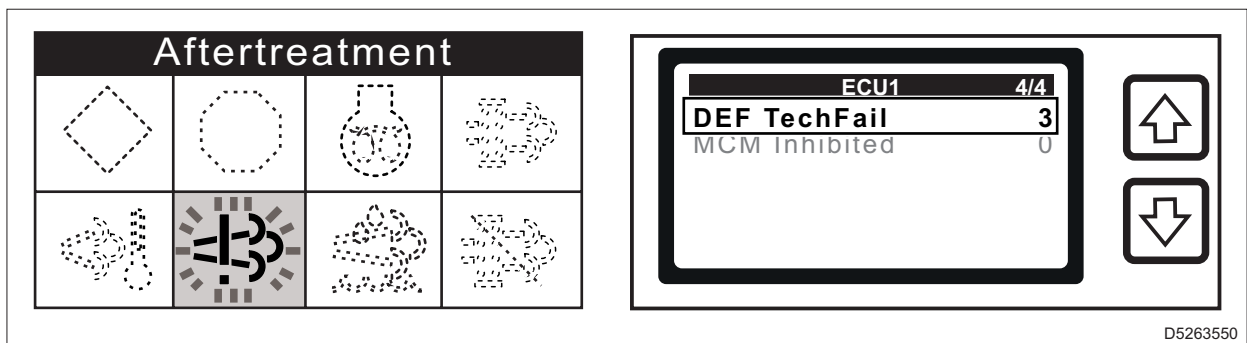 Aftertreatment
ECU1 4/4
DEF TechFail 3
MCM Inhibited 0
D5263550